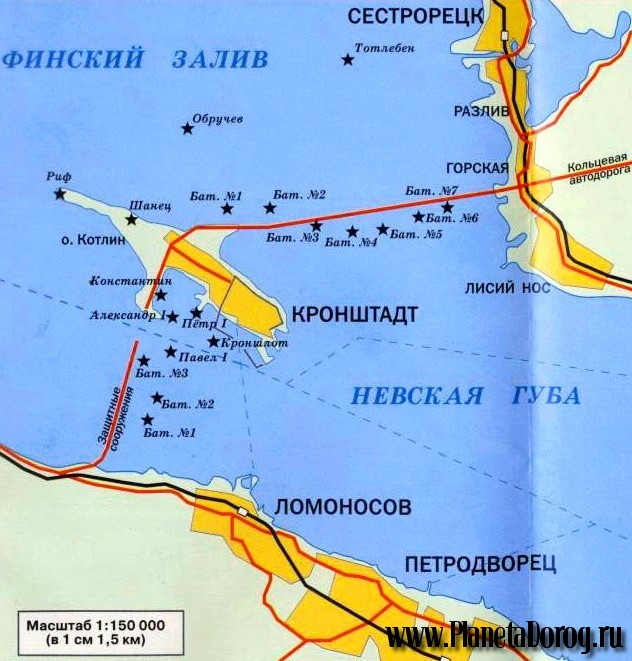 СЕСТРОРЕЦК
Тотлебен
ФИНСКИЙ ЗАЛИВ
РАЗЛИВ
Обручев
ГОРСКАЯ
Кольцевая
автодорога
Риф
Шанец
Бат. №1
Бат. №2
Бат. №7
Бат. №6
Бат. №3
Бат. №4
Бат. №5
о. Котлин
Константин
ЛИСИЙ НОС
Александр I
Пётр I
КРОНШТАДТ
Кроншлот
Павел I
Бат. №3
НЕВСКАЯ ГУБА
Защитные
сооружения
Бат. №2
Бат. №1
ЛОМОНОСОВ
ПЕТРОДВОРЕЦ
Масштаб 1:150 000
(в 1 см 1,5 км)
www.PlanetaDorog.ru